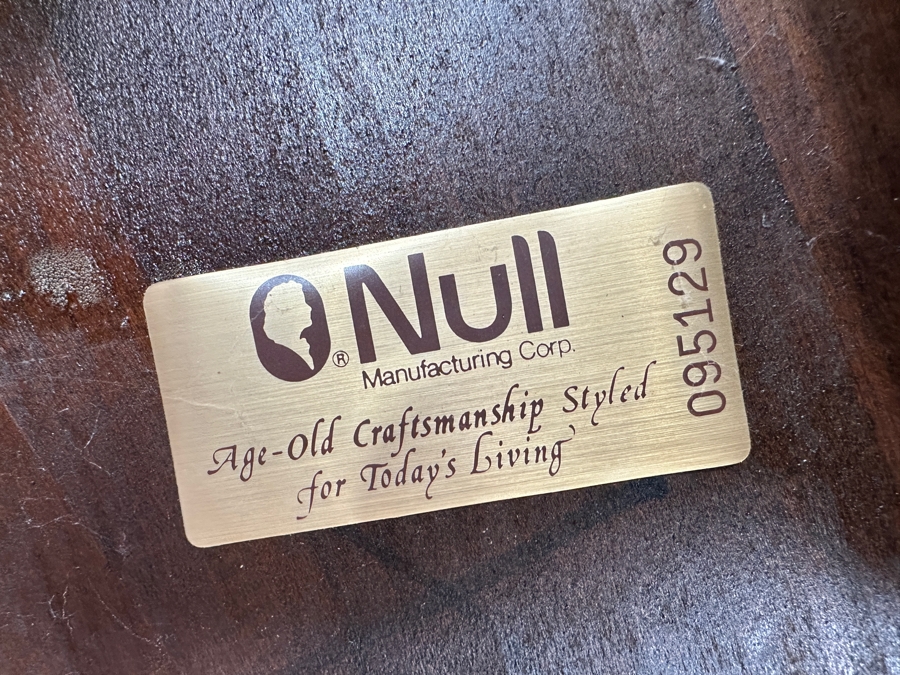 ® Null
Manufacturing Corp.
Age-Old Craftsmanship Styled
for Today's Living
095129